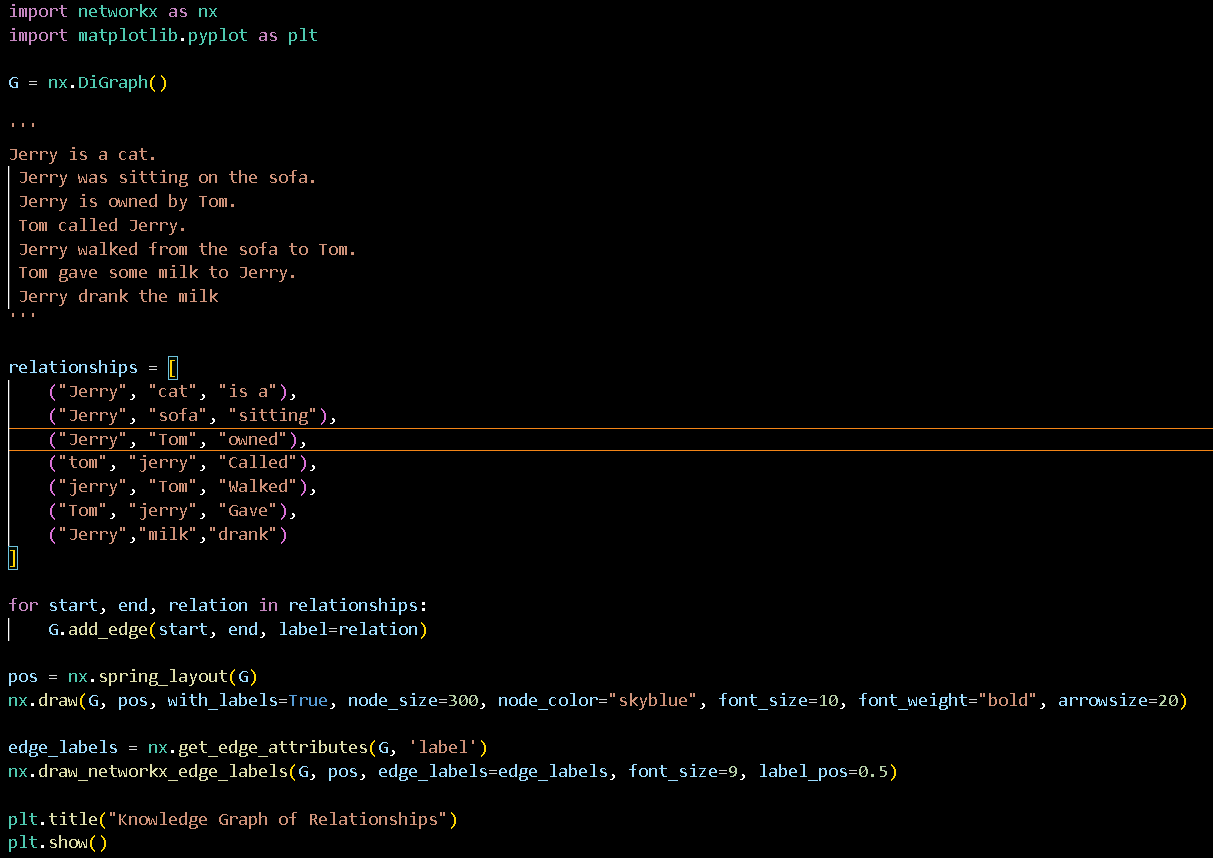 import networkx as nx
import matplotlib.pyplot as plt
G = nx.DiGraph()
'''
Jerry is a cat.
Jerry was sitting on the sofa.
Jerry is owned by Tom.
Tom called Jerry.
Jerry walked from the sofa to Tom.
Tom gave some milk to Jerry.
Jerry drank the milk
'''
relationships = [
("Jerry", "cat", "is a"),
("Jerry", "sofa", "sitting"),
("Jerry", "Tom", "owned"),
("tom", "jerry", "Called"),
("jerry", "Tom", "Walked"),
("Tom", "jerry", "Gave"),
("Jerry","milk","drank")
]
for start, end, relation in relationships:
G.add_edge(start, end, label=relation)
pos = nx.spring_layout(G)
nx.draw(G, pos, with_labels=True, node_size=300, node_color="skyblue", font_size=10, font_weight="bold", arrowsize=20)
edge_labels = nx.get_edge_attributes(G, 'label')
nx.draw_networkx_edge_labels(G, pos, edge_labels=edge_labels, font_size=9, label_pos=0.5)
plt.title("Knowledge Graph of Relationships")
plt.show()